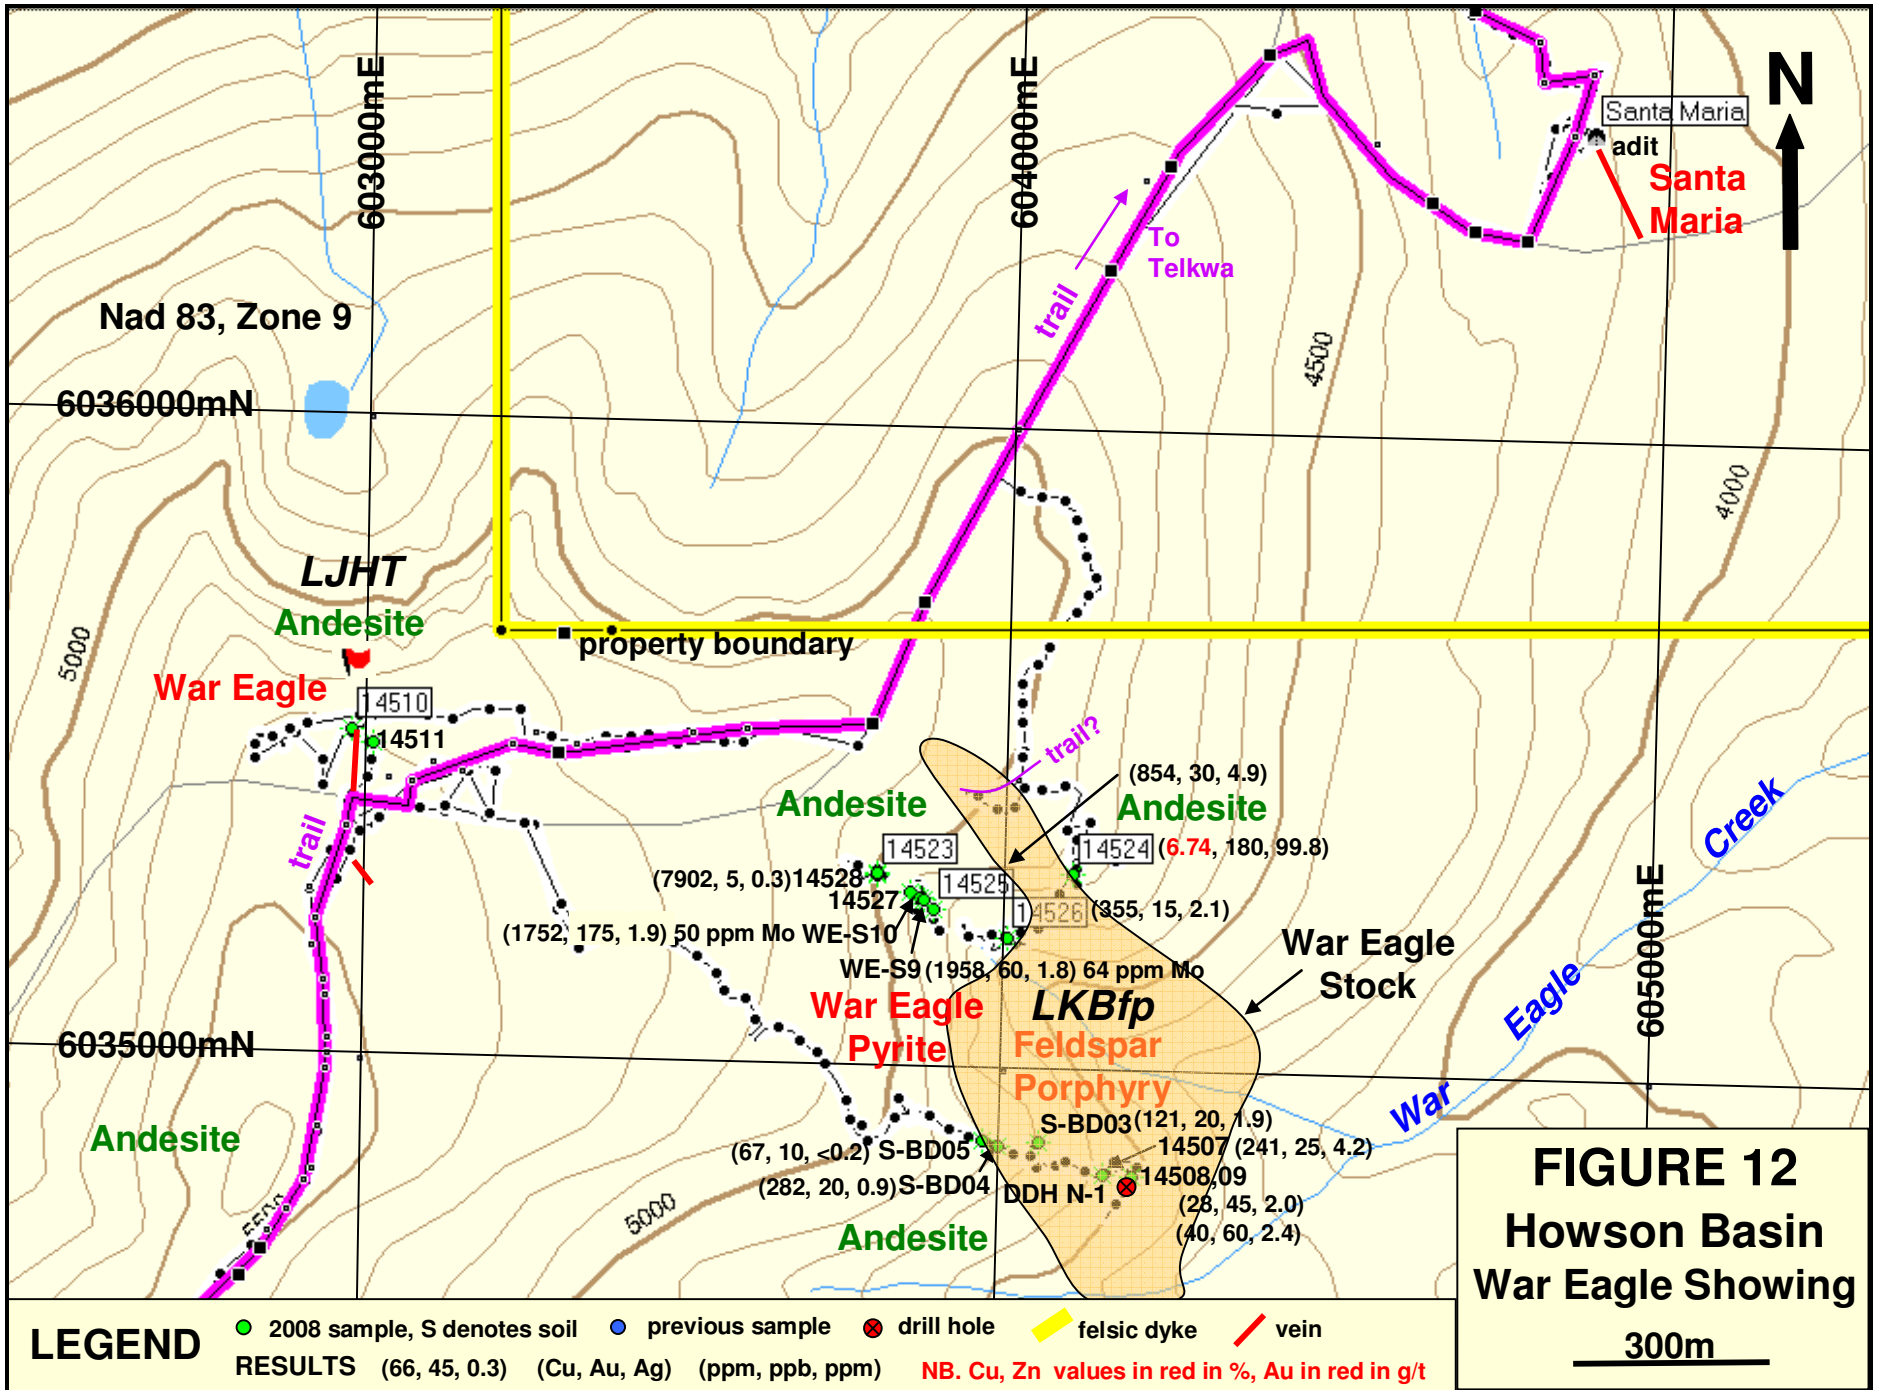 603000mE
604000mE
N
Santa Maria
adit
Santa
Maria
To
Telkwa
trail
Nad 83, Zone 9
4500
6036000mN
4000
LJHT
Andesite
5000
property boundary
War Eagle
14510
14511
trail?
(854, 30, 4.9)
Andesite
Andesite
trail
14523
14524 (6.74, 180, 99.8)
(7902, 5, 0.3)14528
14525
14527
14526 (355, 15, 2.1)
(1752, 175, 1.9) 50 ppm Mo WE-S10
WE-S9 (1958, 60, 1.8) 64 ppm Mo
War Eagle
Stock
War Eagle
Pyrite
LKBfp
Feldspar
Porphyry
605000mE
War Eagle Creek
6035000mN
Andesite
S-BD03 (121, 20, 1.9)
14507 (241, 25, 4.2)
(67, 10, <0.2) S-BD05
(282, 20, 0.9) S-BD04
DDH N-1
14508,09
(28, 45, 2.0)
(40, 60, 2.4)
5500
5000
Andesite
FIGURE 12
Howson Basin
War Eagle Showing
300m
LEGEND
2008 sample, S denotes soil
previous sample
drill hole
felsic dyke
vein
RESULTS (66, 45, 0.3) (Cu, Au, Ag) (ppm, ppb, ppm) NB. Cu, Zn values in red in %, Au in red in g/t